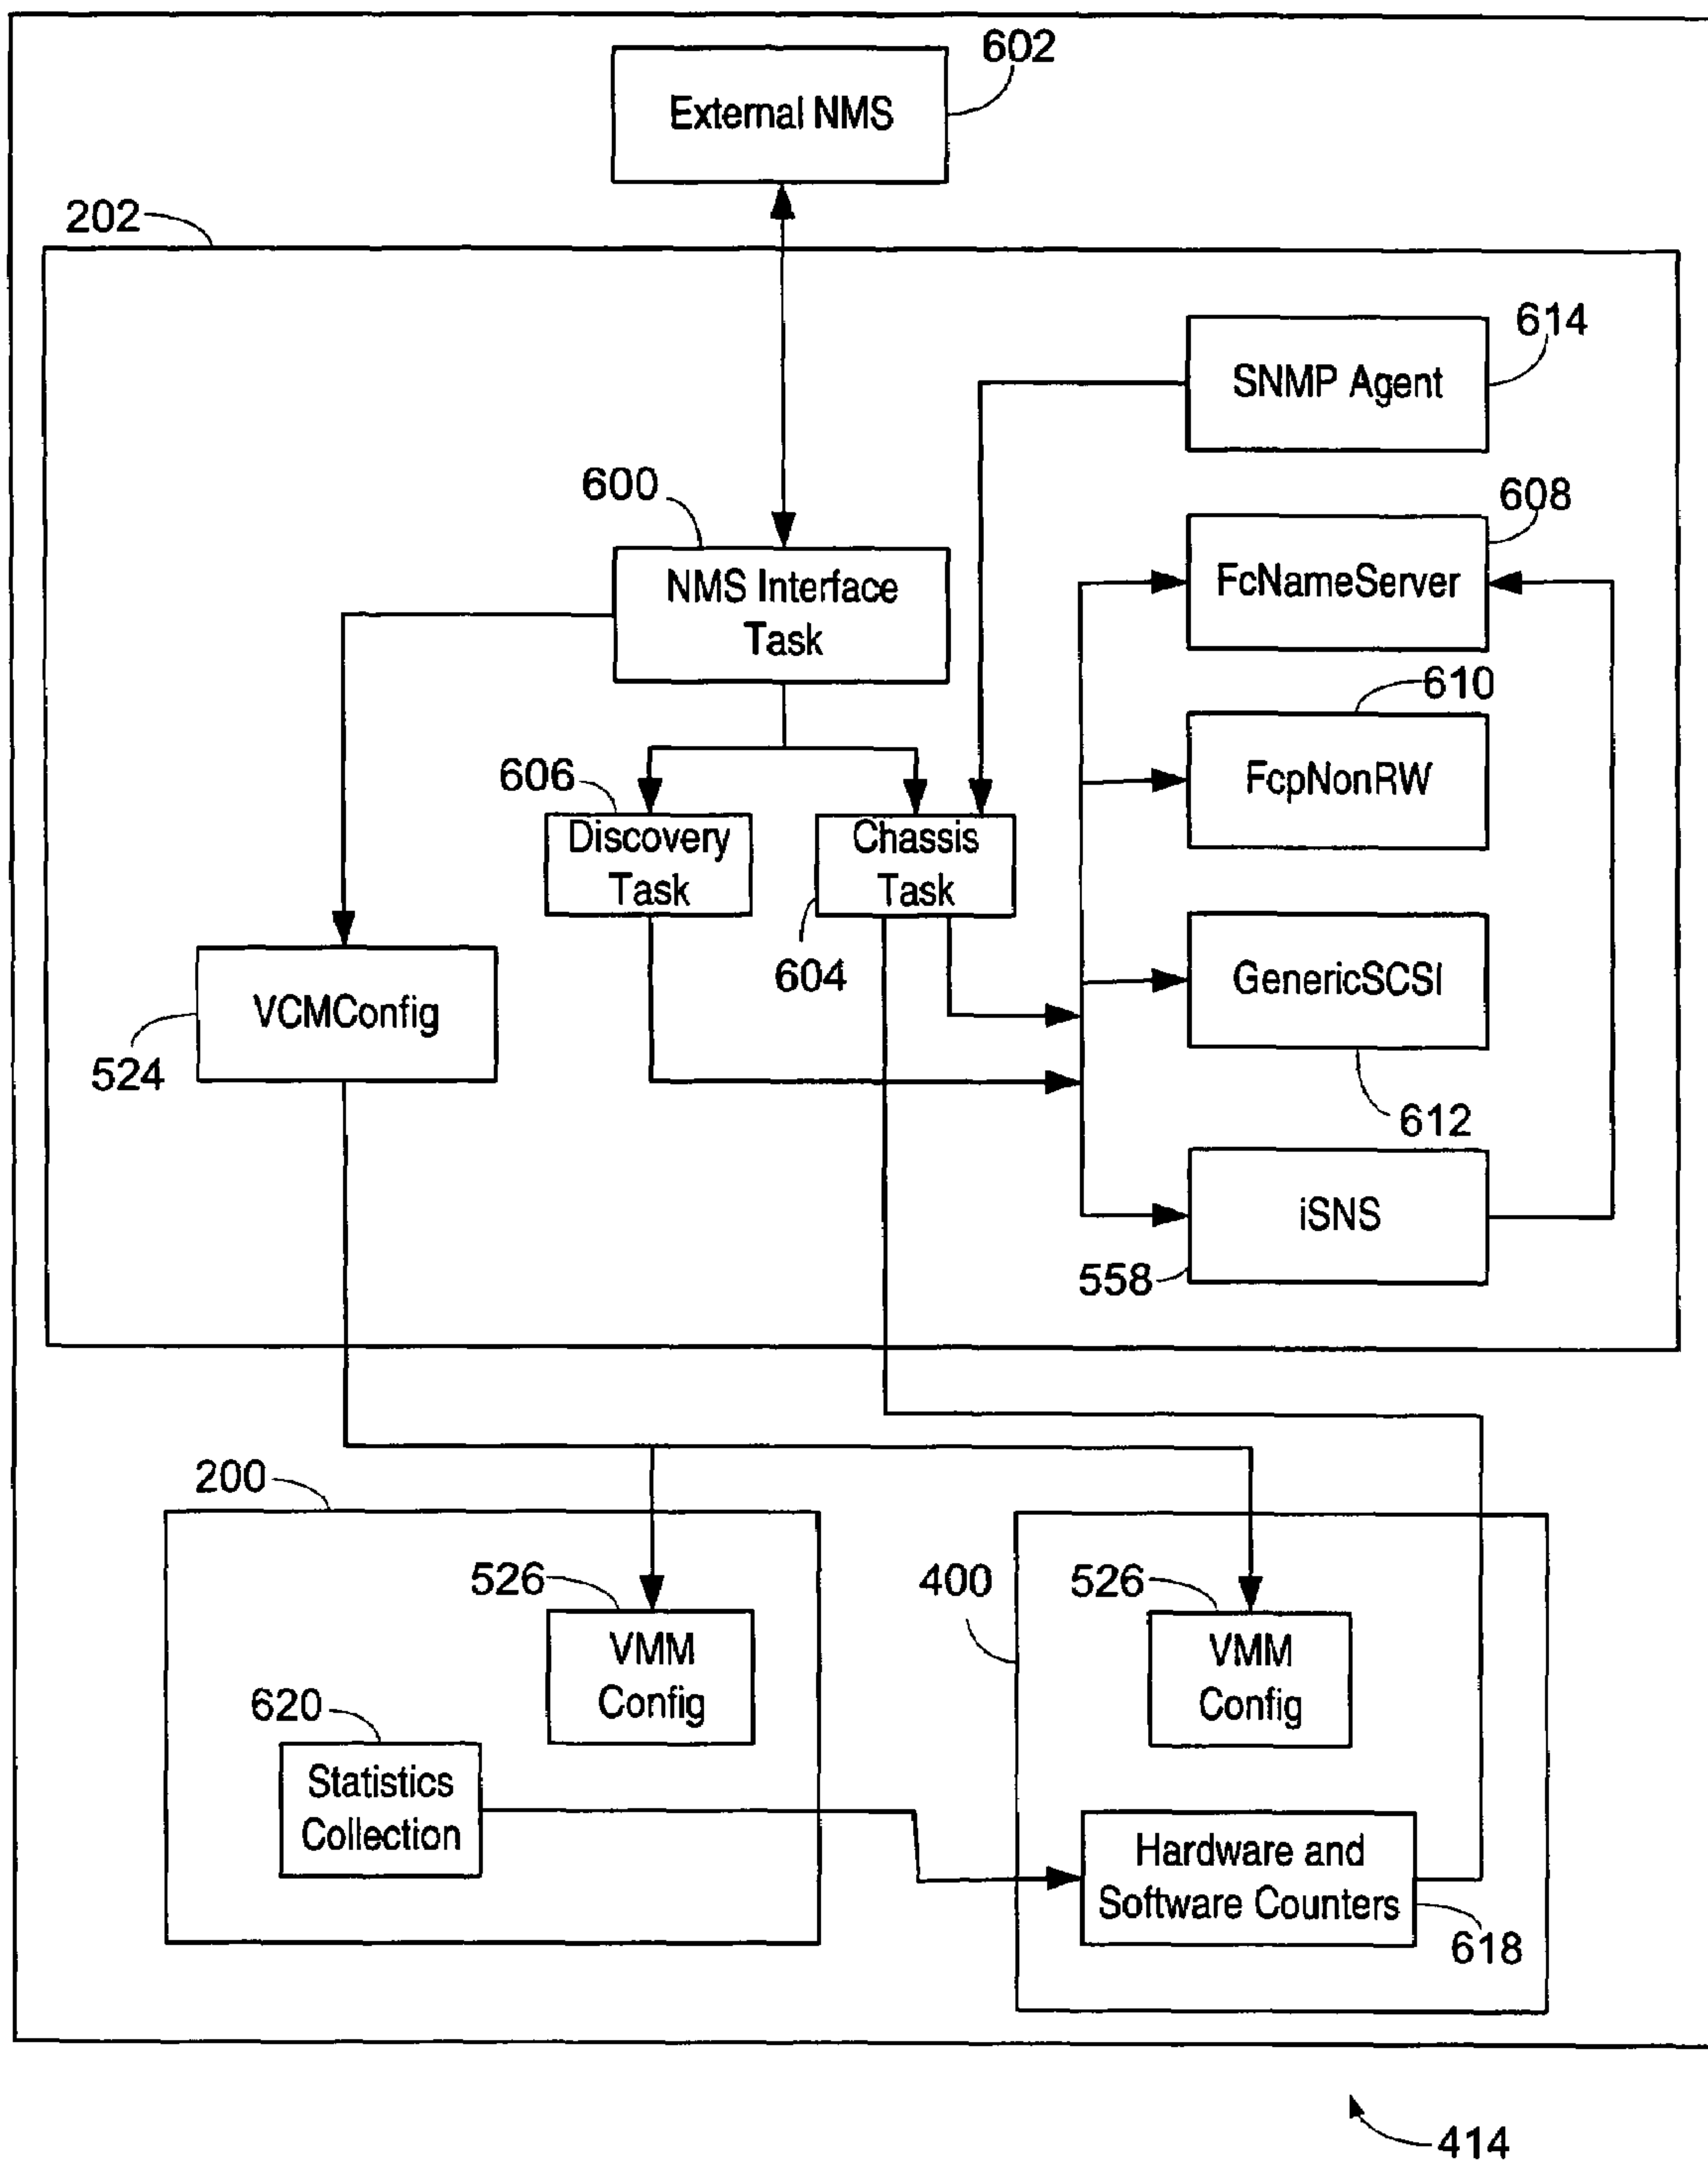 602
External NMS
202
614
SNMP Agent
600
608
NMS Interface
Task
FcNameServer
610
606
FcpNonRW
Discovery
Task
Chassis
Task
604
GenericSCSI
VCMConfig
524
612
iSNS
558
200
526
400
526
VMM
Config
VMM
Config
620
Statistics
Collection
Hardware and
Software Counters
618
414